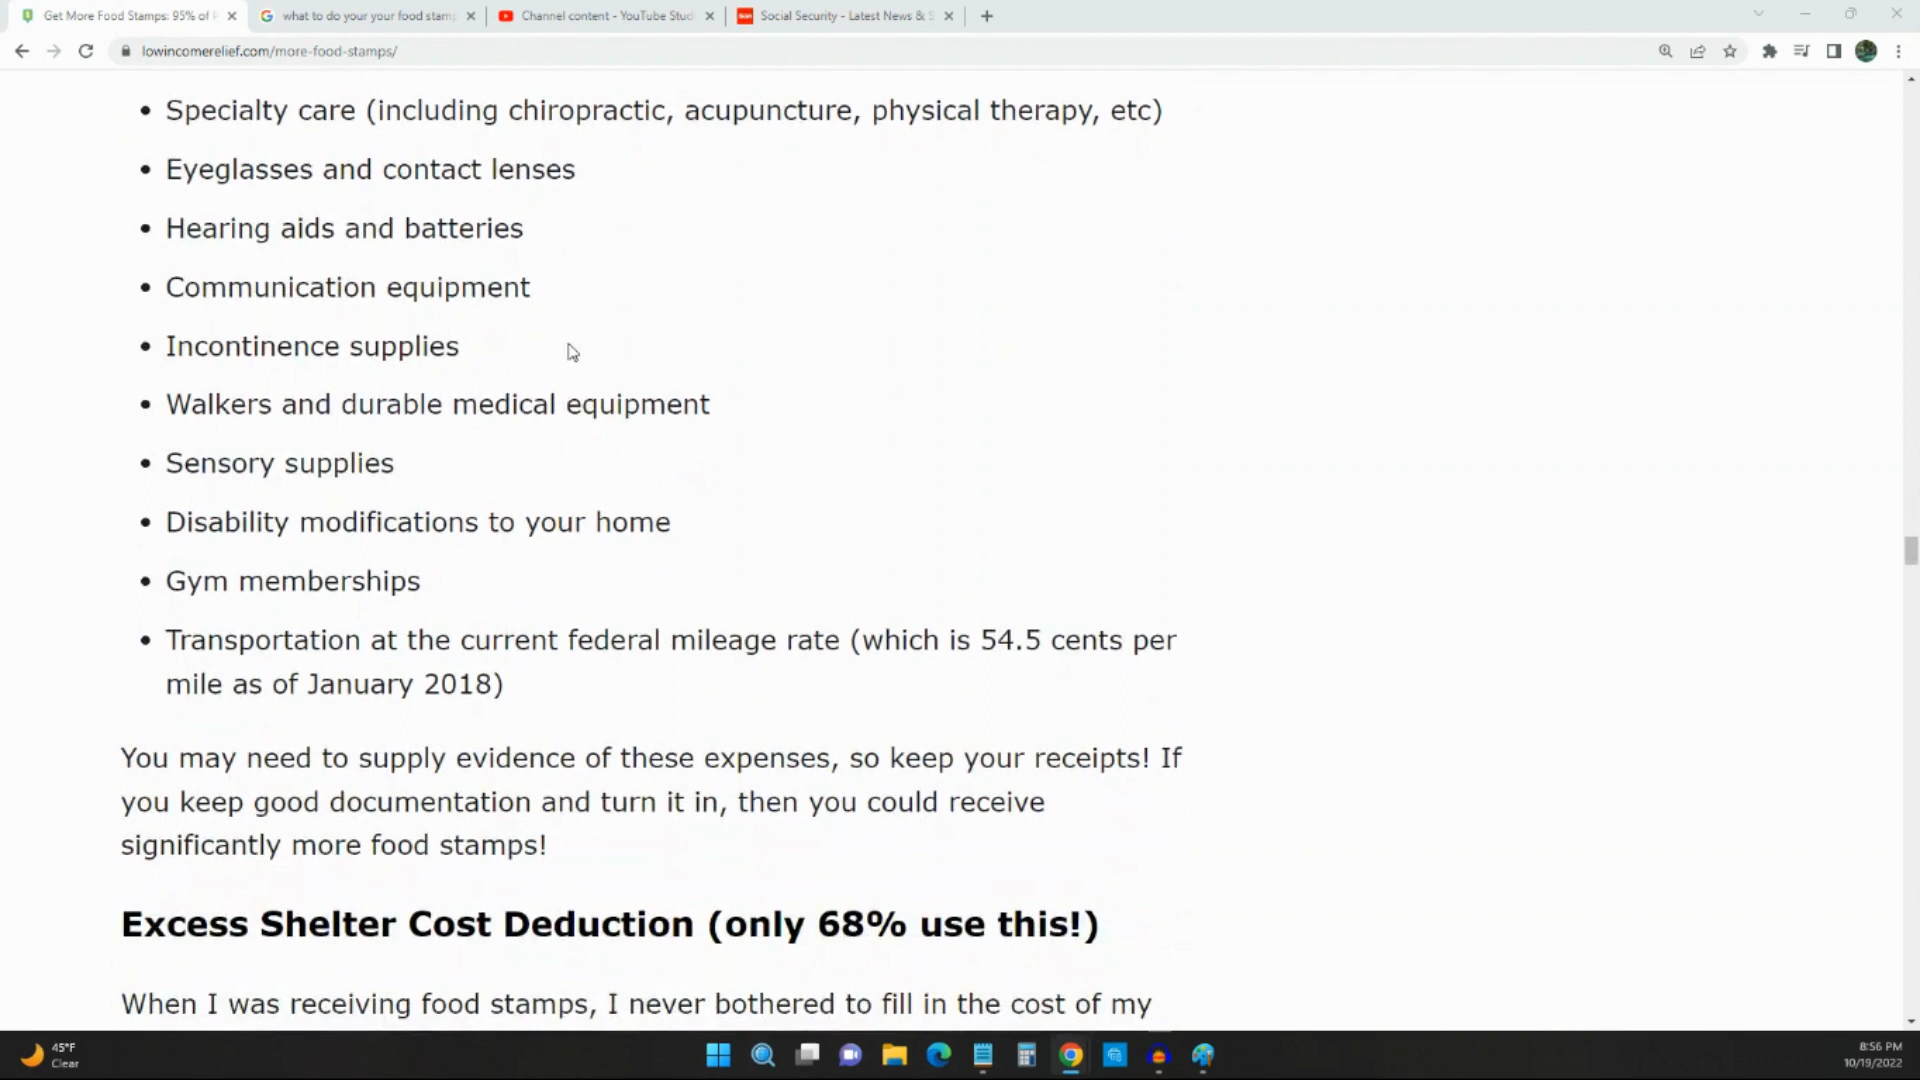 Get More Food Stamps: 95% of
what to do your your food stam
Channel content - YouTube Stud
Social Security - Latest News &
lowincomerelief.com/more-food-stamps/
• Specialty care (including chiropractic, acupuncture, physical therapy, etc)
• Eyeglasses and contact lenses
• Hearing aids and batteries
• Communication equipment
• Incontinence supplies
• Walkers and durable medical equipment
• Sensory supplies
• Disability modifications to your home
• Gym memberships
• Transportation at the current federal mileage rate (which is 54.5 cents per
mile as of January 2018)
You may need to supply evidence of these expenses, so keep your receipts! If
you keep good documentation and turn it in, then you could receive
significantly more food stamps!
Excess Shelter Cost Deduction (only 68% use this!)
When I was receiving food stamps, I never bothered to fill in the cost of my
45°F
Clear
8:56 PM
10/19/2022